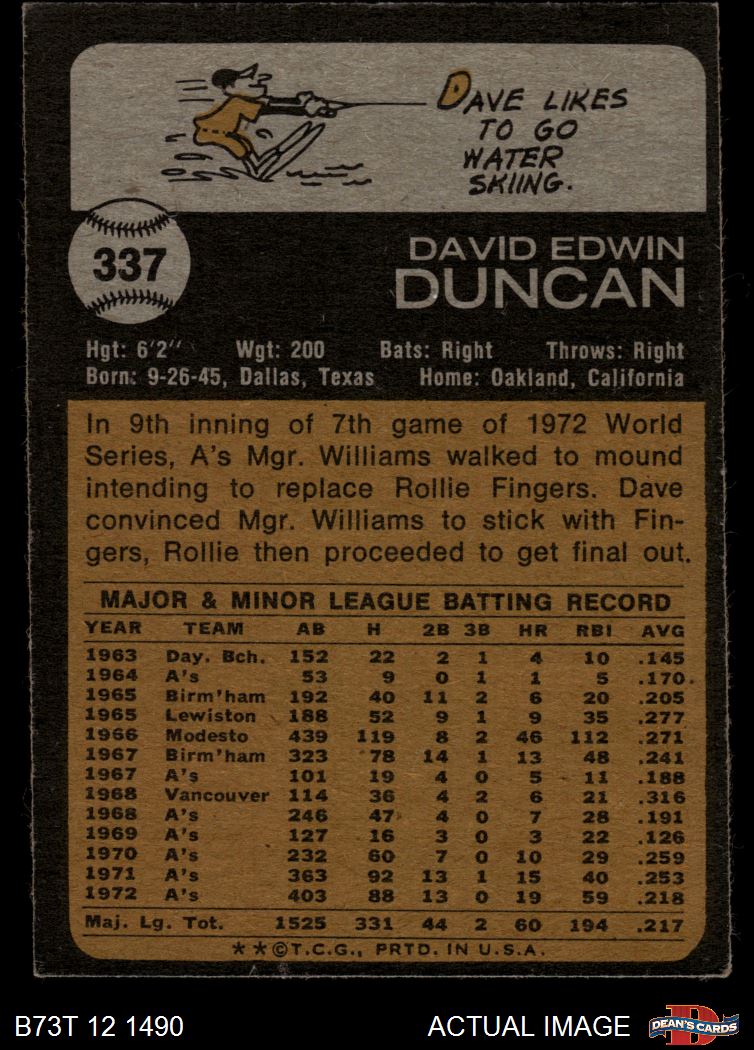 DAVE LIKES
TO GO
WATER
SKIING.
337
DAVID EDWIN
DUNCAN
Hgt: 6'2" Wgt: 200 Bats: Right Throws: Right
Born: 9-26-45, Dallas, Texas Home: Oakland, California
In 9th inning of 7th game of 1972 World
Series, A's Mgr. Williams walked to mound
intending to replace Rollie Fingers. Dave
convinced Mgr. Williams to stick with Fin-
gers, Rollie then proceeded to get final out.
MAJOR & MINOR LEAGUE BATTING RECORD
YEAR TEAM AB H 2B 3B HR RBI AVG
1963 Day. Bch. 152 22 2 1 4 10 .145
1964 A's 53 9 0 1 1 5 .170
1965 Birm'ham 192 40 11 2 6 20 .205
1965 Lewiston 188 52 9 1 9 35 .277
1966 Modesto 439 119 8 2 46 112 .271
1967 Birm'ham 323 78 14 1 13 48 .241
1967 A's 101 19 4 0 5 11 .188
1968 Vancouver 114 36 4 2 6 21 .316
1968 A's 246 47 4 0 7 28 .191
1969 A's 127 16 3 0 3 22 .126
1970 A's 232 60 7 0 10 29 .259
1971 A's 363 92 13 1 15 40 .253
1972 A's 403 88 13 0 19 59 .218
Maj. Lg. Tot. 1525 331 44 2 60 194 .217
**©T.C.G., PRTD. IN U.S.A.
B73T 12 1490 ACTUAL IMAGE D DEAN'S CARDS